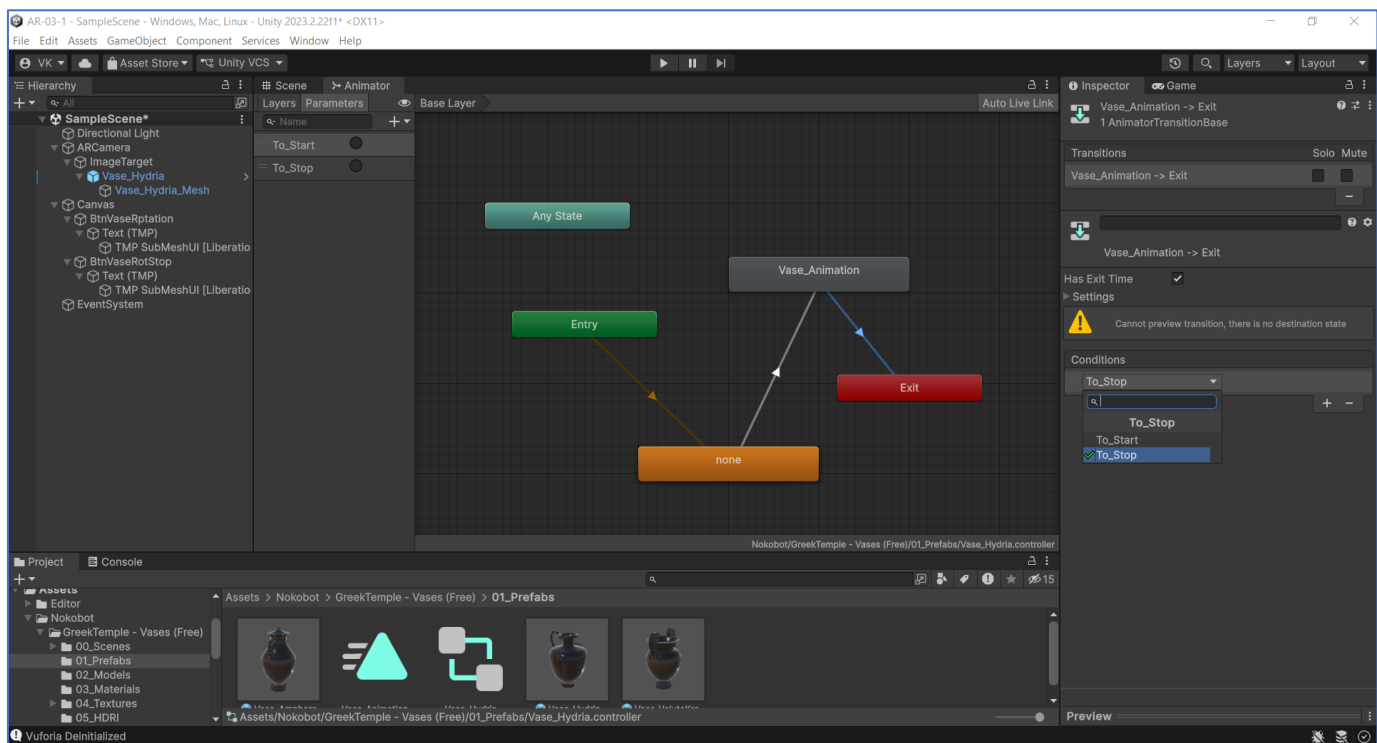 AR-03-1 - SampleScene - Windows, Mac, Linux - Unity 2023.2.22f1* <DX11>
File Edit Assets GameObject Component Services Window Help
VK Asset Store Unity VCS Layers Layout
Hierarchy
All
SampleScene*
Directional Light
ARCamera
ImageTarget
Vase_Hydria
Vase_Hydria_Mesh
Canvas
BtnVaseRptation
Text (TMP)
TMP SubMeshUI [Liberatio
BtnVaseRotStop
Text (TMP)
TMP SubMeshUI [Liberatio
EventSystem
Scene Animator
Layers Parameters Base Layer Auto Live Link
Name
To_Start
To_Stop
Any State
Vase_Animation
Entry
Exit
none
Nokobot/GreekTemple - Vases (Free)/01_Prefabs/Vase_Hydria.controller
Inspector Game
Vase_Animation -> Exit
1 AnimatorTransitionBase
Transitions Solo Mute
Vase_Animation -> Exit
Vase_Animation -> Exit
Has Exit Time
Settings
Cannot preview transition, there is no destination state
Conditions
To_Stop
To_Stop
To_Start
To_Stop
Preview
Project Console
15
Assets
Editor
Nokobot
GreekTemple - Vases (Free)
00_Scenes
01_Prefabs
02_Models
03_Materials
04_Textures
05_HDRI
Assets > Nokobot > GreekTemple - Vases (Free) > 01_Prefabs
Assets/Nokobot/GreekTemple - Vases (Free)/01_Prefabs/Vase_Hydria.controller
Vuforia Deinitialized